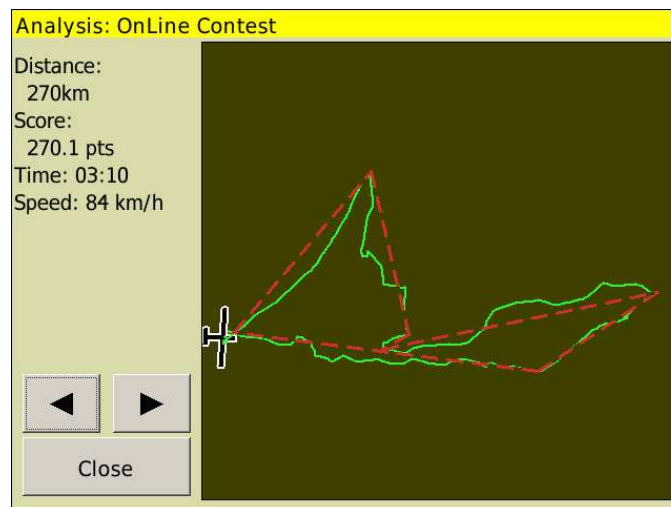 Analysis: OnLine Contest
Distance:
270km
Score:
270.1 pts
Time: 03:10
Speed: 84 km/h
Close